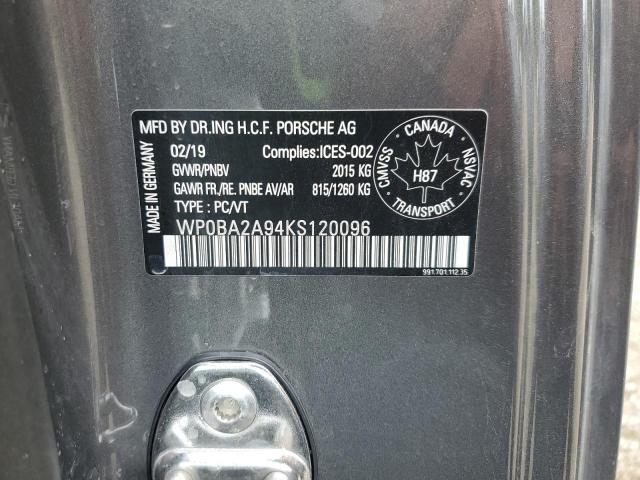 MFD BY DR.ING H.C.F. PORSCHE AG
02/19 Complies:ICES-002
GVWR/PNBV 2015 KG
GAWR FR./RE. PNBE AV/AR 815/1260 KG
TYPE : PC/VT
WP0BA2A94KS120096
MADE IN GERMANY
CANADA
CMVSS
NSVAC
H87
TRANSPORT
991.701.112.35